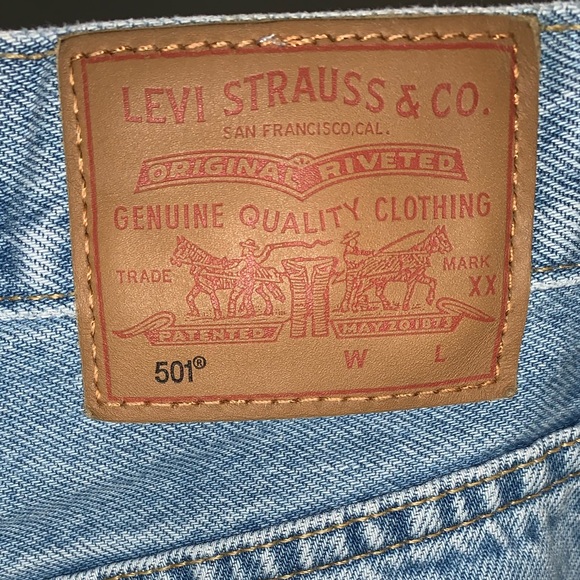 LEVI STRAUSS & CO.
SAN FRANCISCO, CAL.
ORIGINAL RIVETED
GENUINE QUALITY CLOTHING
TRADE MARK
XX
PATENTED MAY 20 1873
501® W L